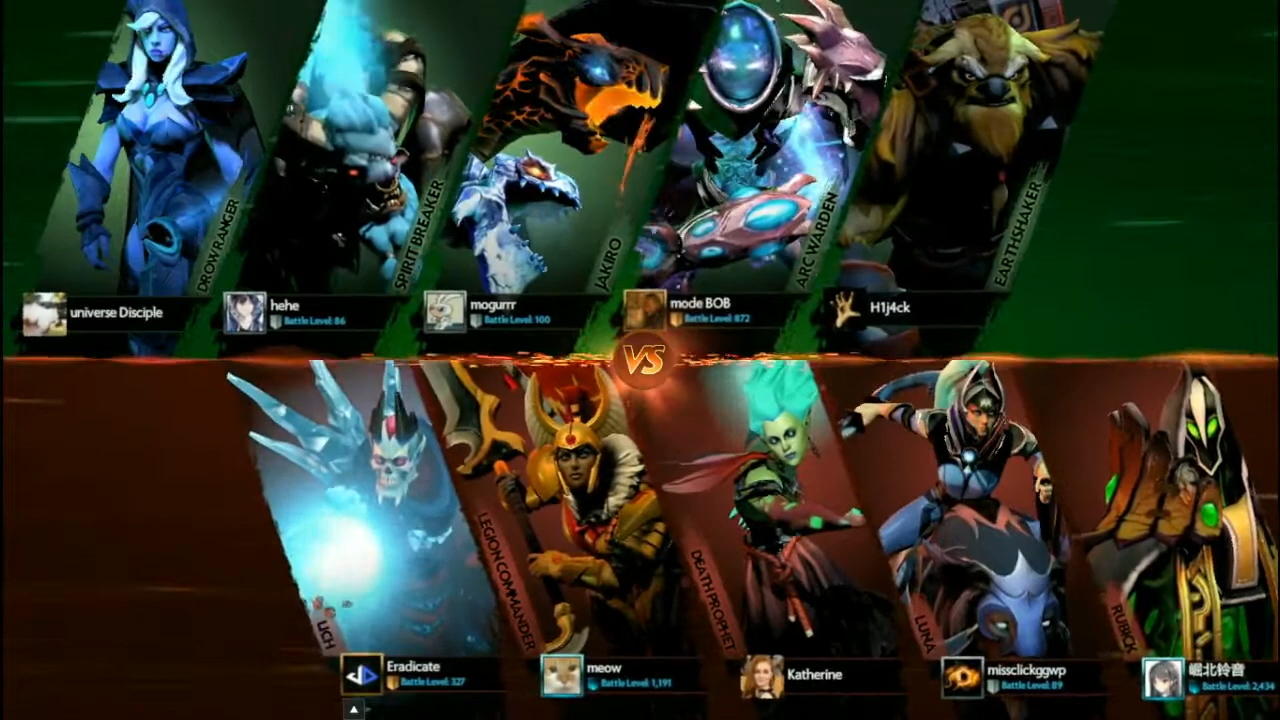 DROW RANGER
SPIRIT BREAKER
JAKIRO
ARC WARDEN
EARTHSHAKER
universe Disciple
hehe
Battle Level: 86
mogurrr
Battle Level: 100
mode BOB
Battle Level: 872
H1j4ck
VS
LICH
LEGION COMMANDER
DEATH PROPHET
LUNA
RUBICK
Eradicate
Battle Level: 327
meow
Battle Level: 1,191
Katherine
missclickggwp
Battle Level: 89
堀北铃音
Battle Level: 2,434